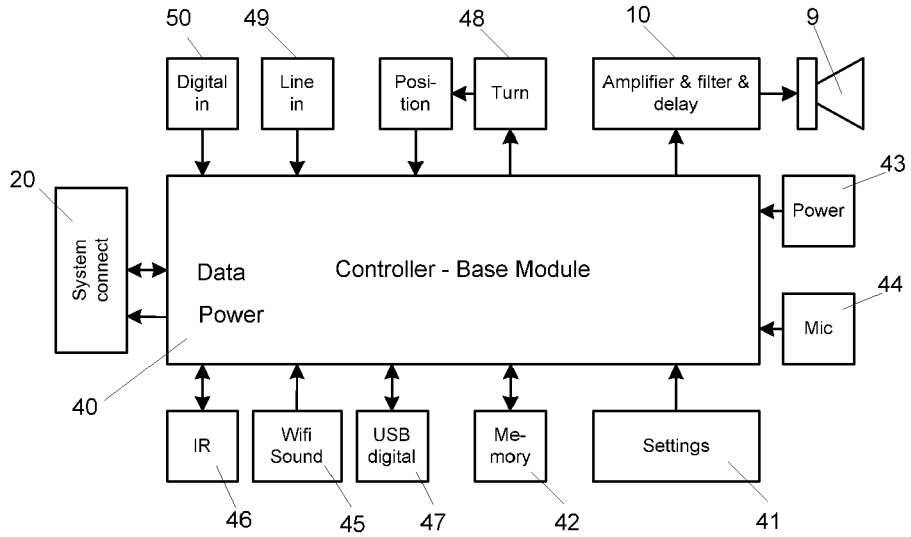 50
49
48
10
9
Digital
in
Line
in
Posi-
tion
Turn
Amplifier & filter &
delay
20
System
connect
Data
Power
Controller - Base Module
43
Power
44
Mic
40
IR
Wifi
Sound
USB
digital
Me-
mory
Settings
46
45
47
42
41